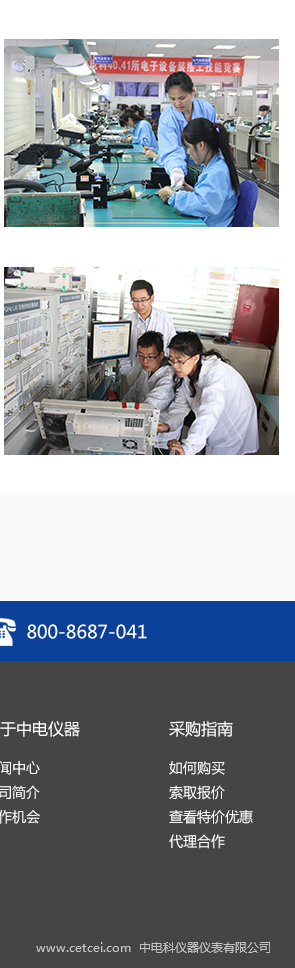 科40、41所电子设备装接工技能竞赛
800-8687-041
于中电仪器
闻中心
司简介
作机会
采购指南
如何购买
索取报价
查看特价优惠
代理合作
www.cetcei.com 中电科仪器仪表有限公司